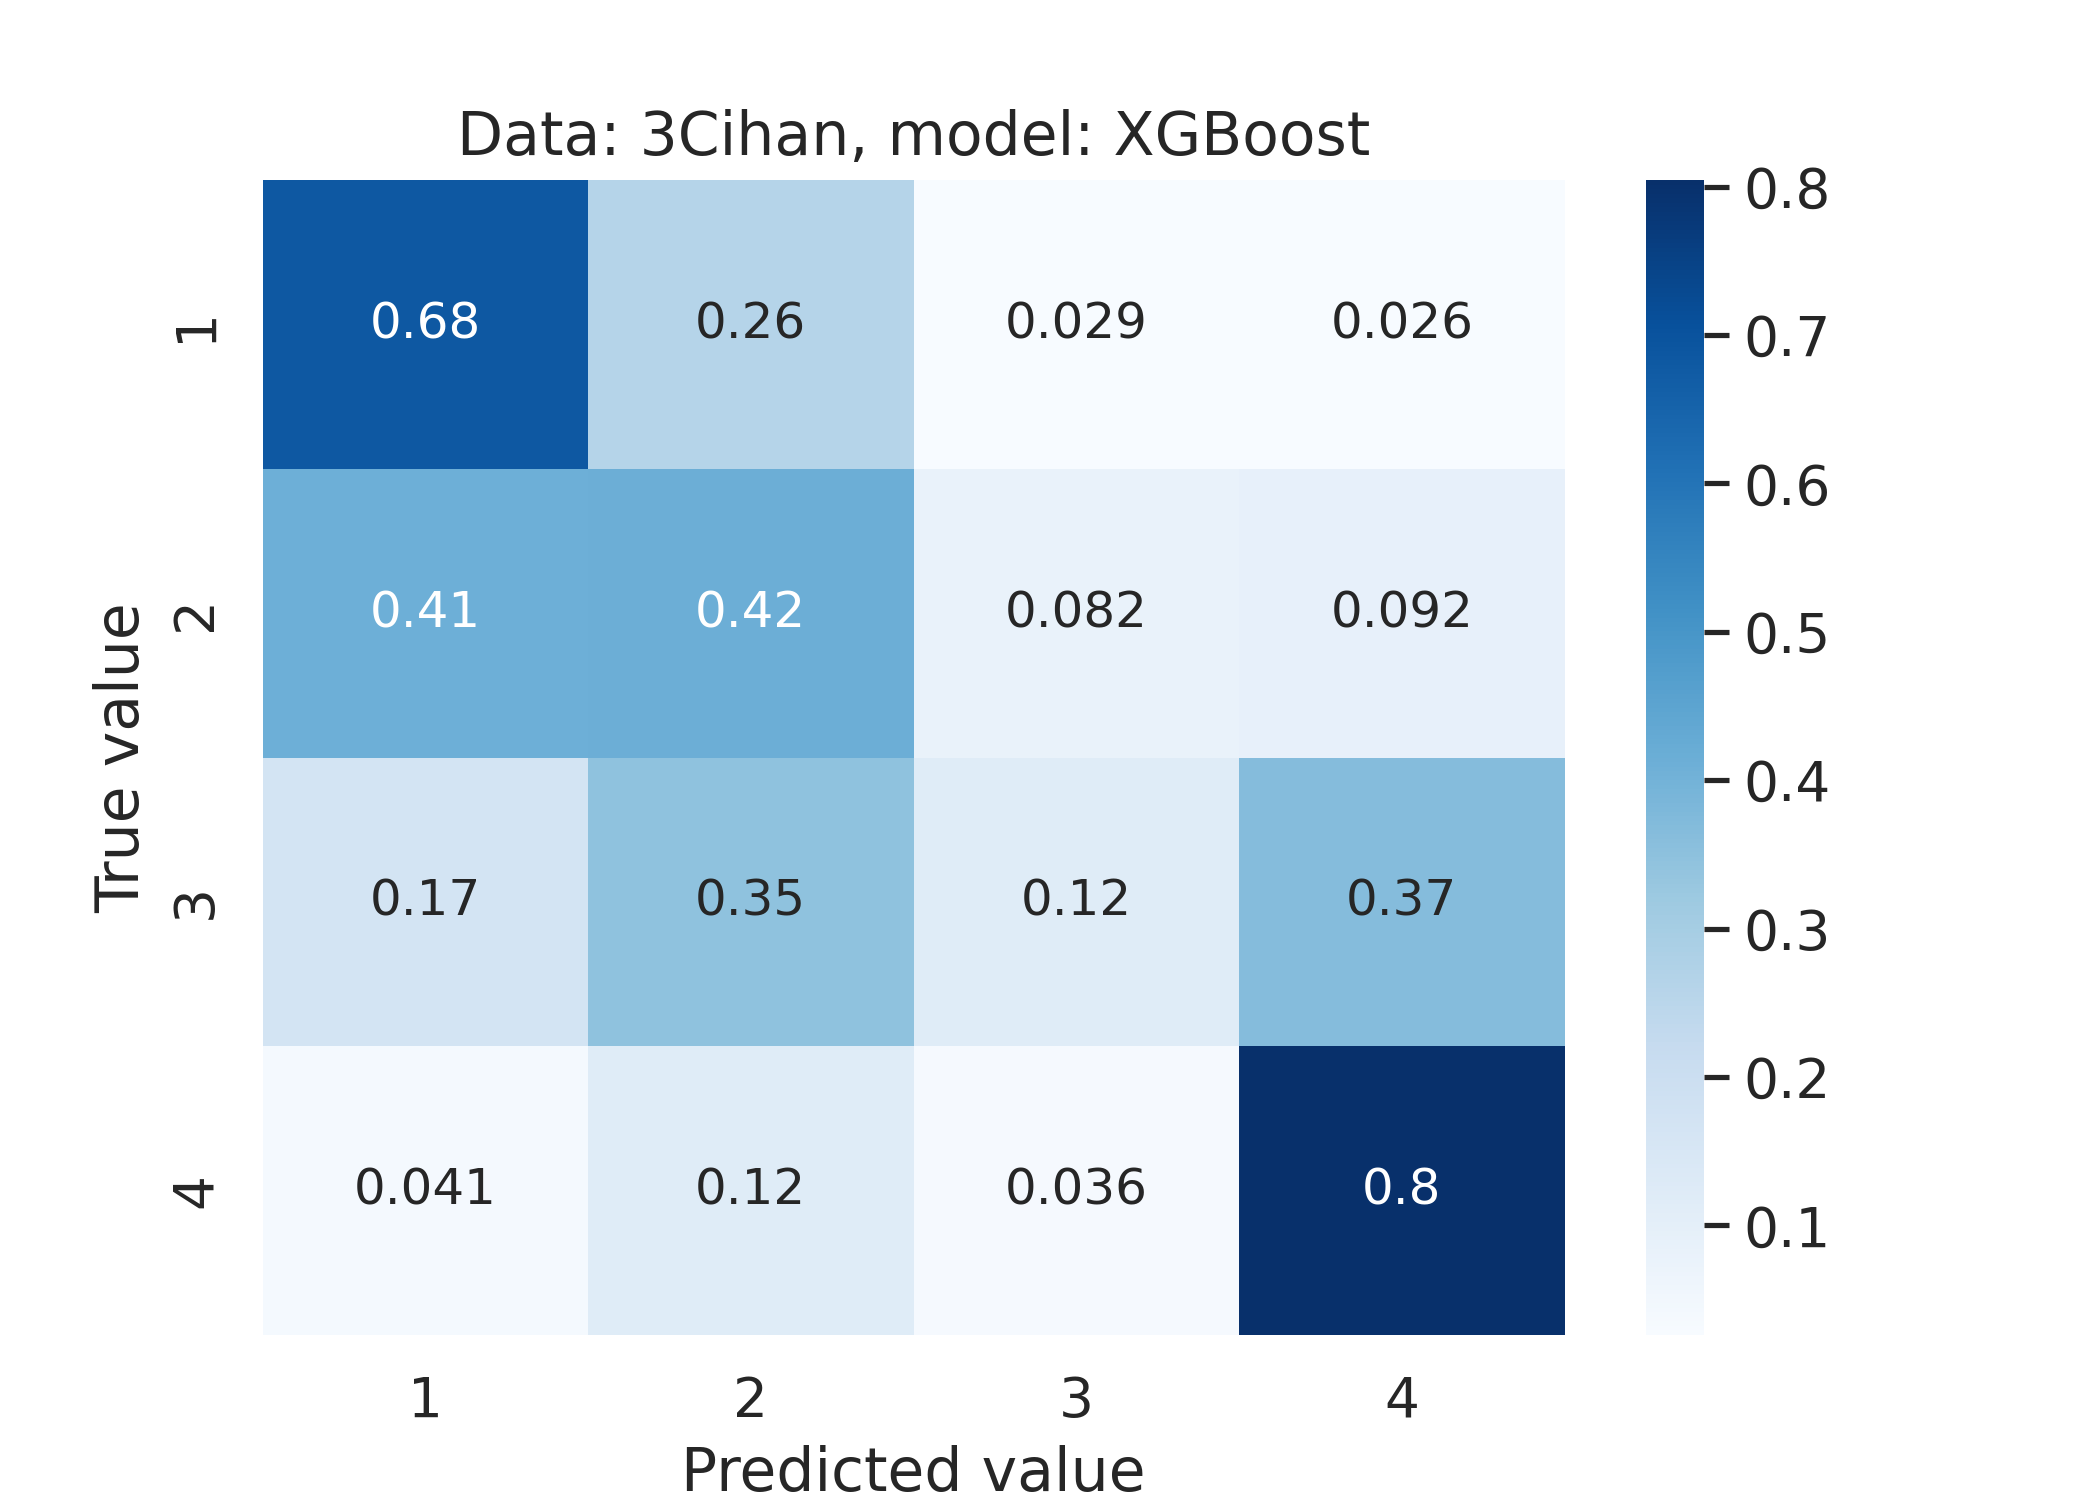 Data: 3Cihan, model: XGBoost
0.8
0.7
0.6
0.5
0.4
0.3
0.2
0.1
True value
1
0.68 0.26 0.029 0.026
2
0.41 0.42 0.082 0.092
3
0.17 0.35 0.12 0.37
4
0.041 0.12 0.036 0.8
1 2 3 4
Predicted value